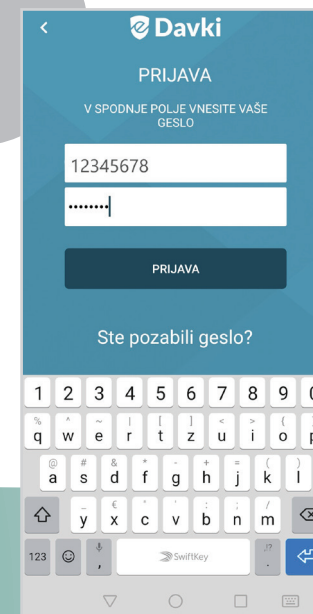 eDavki
PRIJAVA
V SPODNJE POLJE VNESITE VAŠE
GESLO
12345678
••••••••
PRIJAVA
Ste pozabili geslo?
1 2 3 4 5 6 7 8 9 0
% ^ ~ | [ ] < > {
q w e r t z u i o p
@ # & * - + = ( )
a s d f g h j k l
_ € " ' : ; /
y x c v b n m
123 , SwiftKey ,!? .